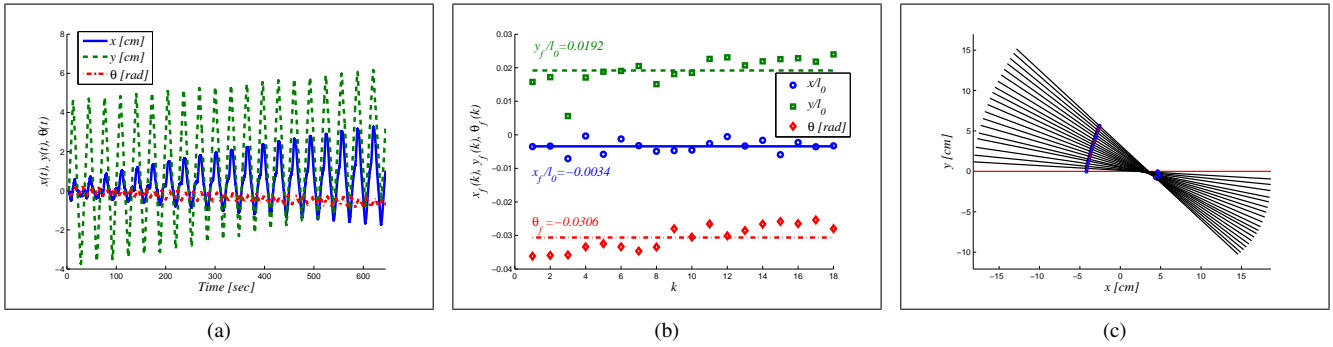 x [cm]
y [cm]
θ [rad]
x(t), y(t), θ(t)
8
6
4
2
0
−2
−4
0 100 200 300 400 500 600
Time [sec]
(a)
y_f/l_0=0.0192
x/l_0
y/l_0
θ [rad]
x_f/l_0=−0.0034
θ_f=−0.0306
x_f(k), y_f(k), θ_f(k)
0.03
0.02
0.01
0
−0.01
−0.02
−0.03
−0.04
0 2 4 6 8 10 12 14 16 18
k
(b)
y [cm]
15
10
5
0
−5
−10
−15 −10 −5 0 5 10 15
x [cm]
(c)